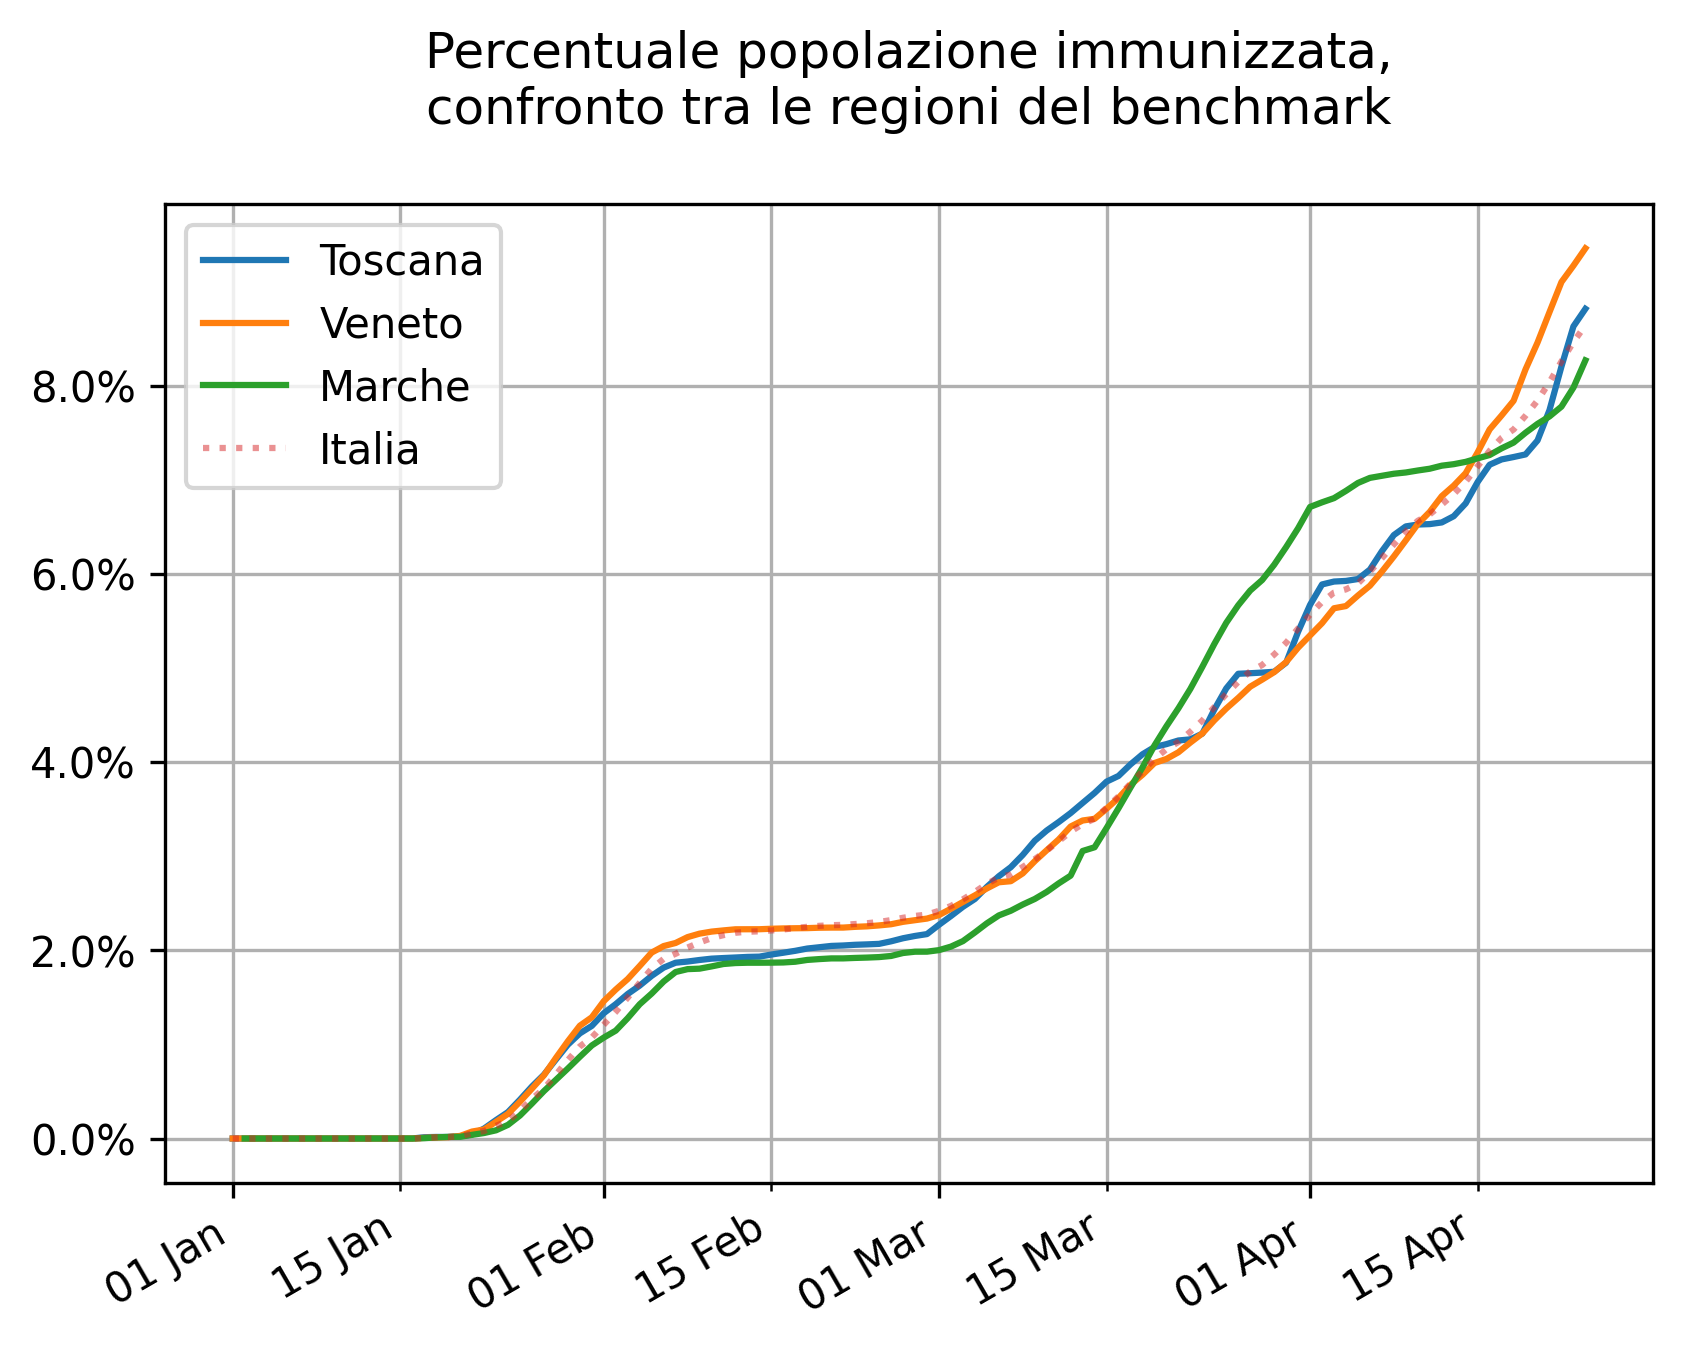 Percentuale popolazione immunizzata,
confronto tra le regioni del benchmark
Toscana
Veneto
Marche
Italia
8.0%
6.0%
4.0%
2.0%
0.0%
01 Jan
15 Jan
01 Feb
15 Feb
01 Mar
15 Mar
01 Apr
15 Apr